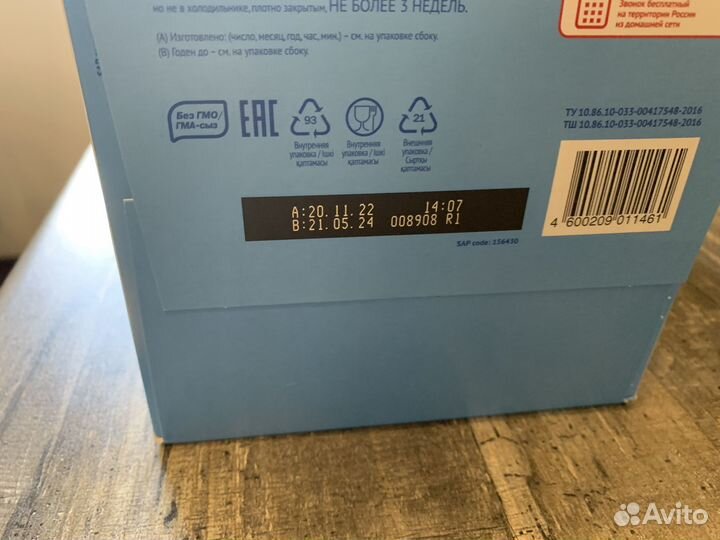 но не в холодильнике, плотно закрытым, НЕ БОЛЕЕ 3 НЕДЕЛЬ.
(А) Изготовлено: (число, месяц, год, час, мин.) – см. на упаковке сбоку.
(В) Годен до – см. на упаковке сбоку.
Звонок бесплатный
на территории России
из домашней сети
Без ГМО/
ГМА-сыз
EAC
93
21
Внутренняя
упаковка / Ішкі
қаптамасы
Внутренняя
упаковка / Ішкі
қаптамасы
Внешняя
упаковка /
Сыртқы
қаптамасы
ТУ 10.86.10-033-00417548-2016
ТШ 10.86.10-033-00417548-2016
A:20.11.22 14:07
B:21.05.24 008908 R1
SAP code: 156430
4 600209 011461
Avito